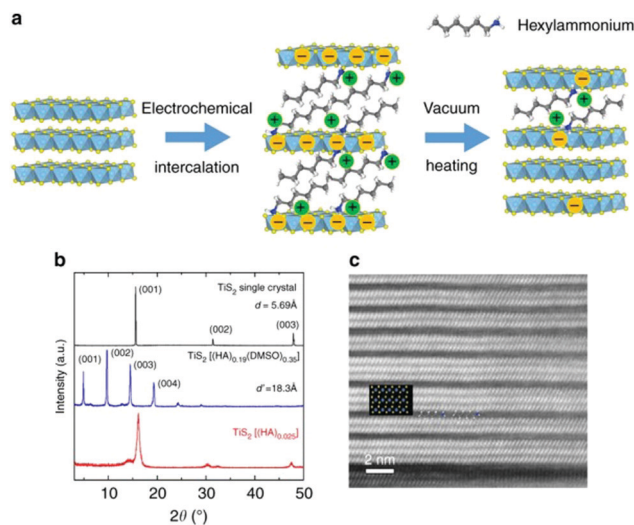 a
Hexylammonium
Electrochemical
intercalation
Vacuum
heating
b
(001)
TiS2 single crystal
d = 5.69Å
(002)
(003)
(001)
(002)
(003)
(004)
TiS2 [(HA)0.19(DMSO)0.35]
d'=18.3Å
TiS2 [(HA)0.025]
Intensity (a.u.)
10 20 30 40 50
2θ (°)
c
2 nm